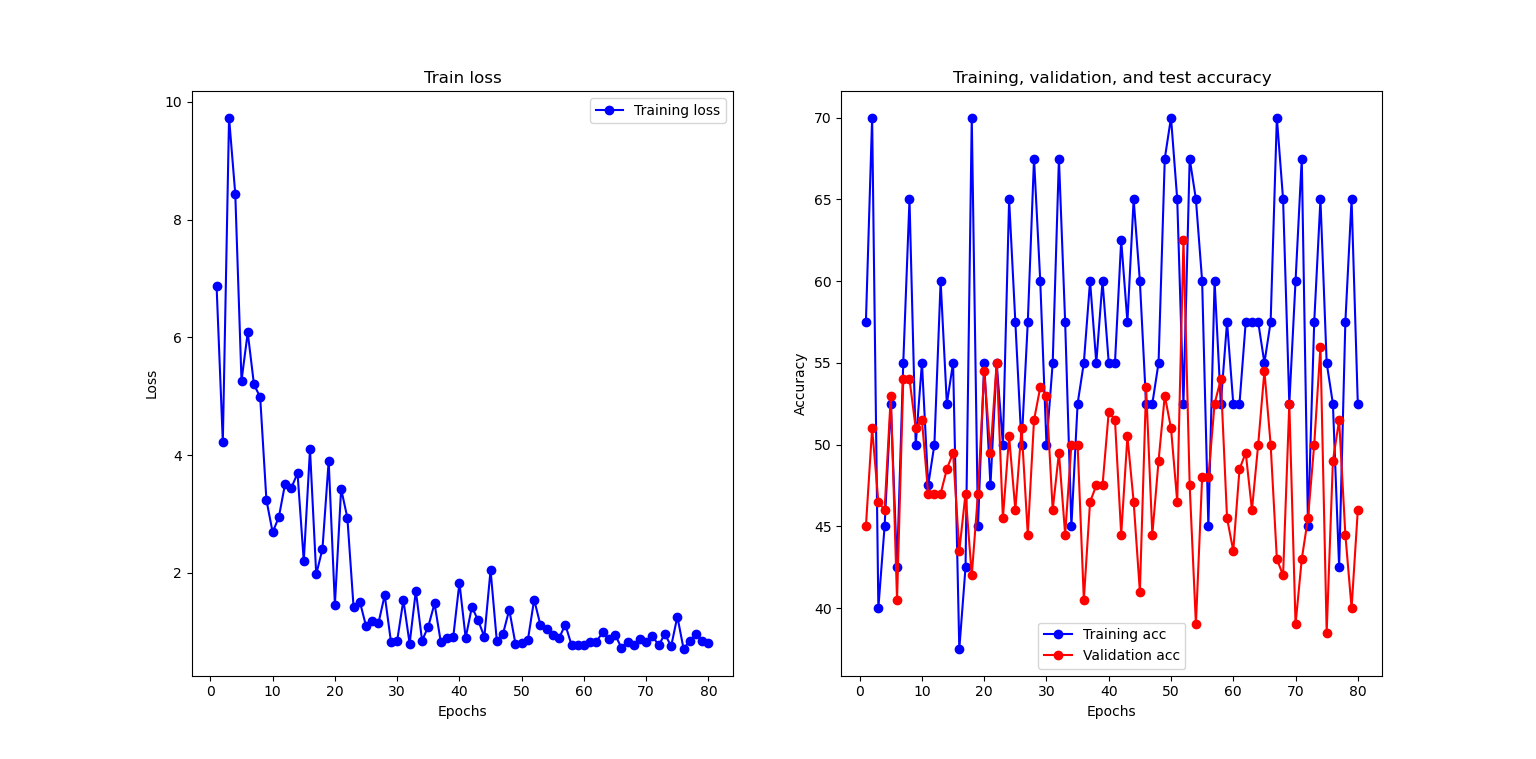 Train loss
Training loss
10
8
6
4
2
Loss
0 10 20 30 40 50 60 70 80
Epochs
Training, validation, and test accuracy
70
65
60
55
50
45
40
Accuracy
Training acc
Validation acc
0 10 20 30 40 50 60 70 80
Epochs